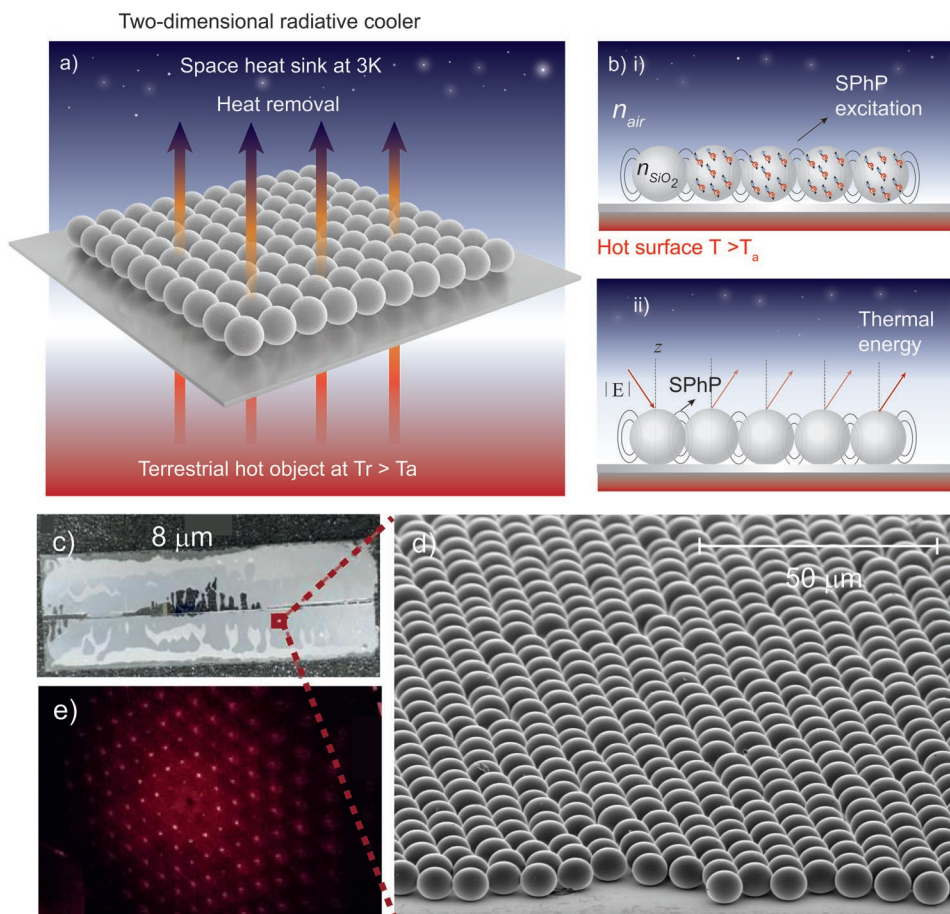 Two-dimensional radiative cooler
a)
Space heat sink at 3K
Heat removal
Terrestrial hot object at Tr > Ta
b) i)
SPhP
excitation
n_air
n_SiO₂
Hot surface T >Tₐ
ii)
Thermal
energy
z
|E|
SPhP
c)
8 μm
d)
50 μm
e)